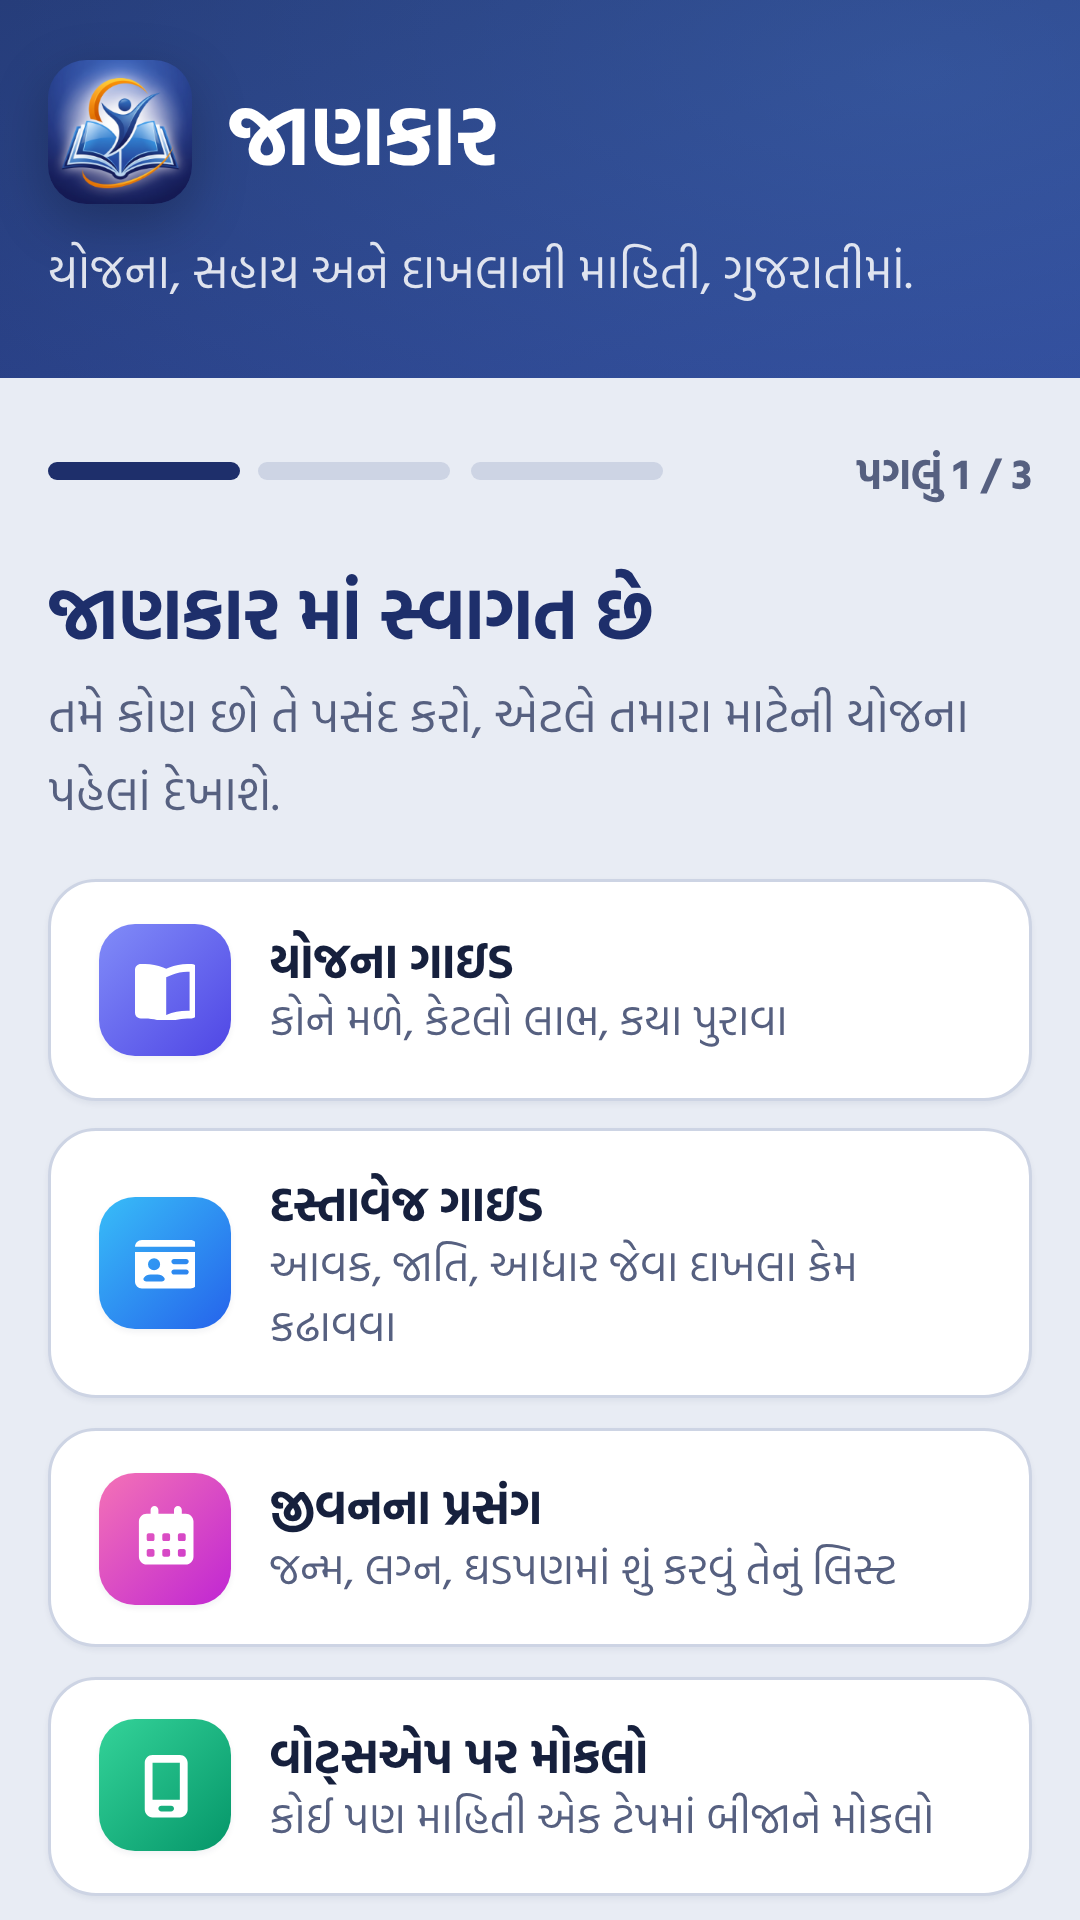 જાણકાર
યોજના, સહાય અને દાખલાની માહિતી, ગુજરાતીમાં.
પગલું 1 / 3
જાણકાર માં સ્વાગત છે
તમે કોણ છો તે પસંદ કરો, એટલે તમારા માટેની યોજના
પહેલાં દેખાશે.
યોજના ગાઇડ
કોને મળે, કેટલો લાભ, કયા પુરાવા
દસ્તાવેજ ગાઇડ
આવક, જાતિ, આધાર જેવા દાખલા કેમ
કઢાવવા
જીવનના પ્રસંગ
જન્મ, લગ્ન, ઘડપણમાં શું કરવું તેનું લિસ્ટ
વોટ્સએપ પર મોકલો
કોઈ પણ માહિતી એક ટેપમાં બીજાને મોકલો